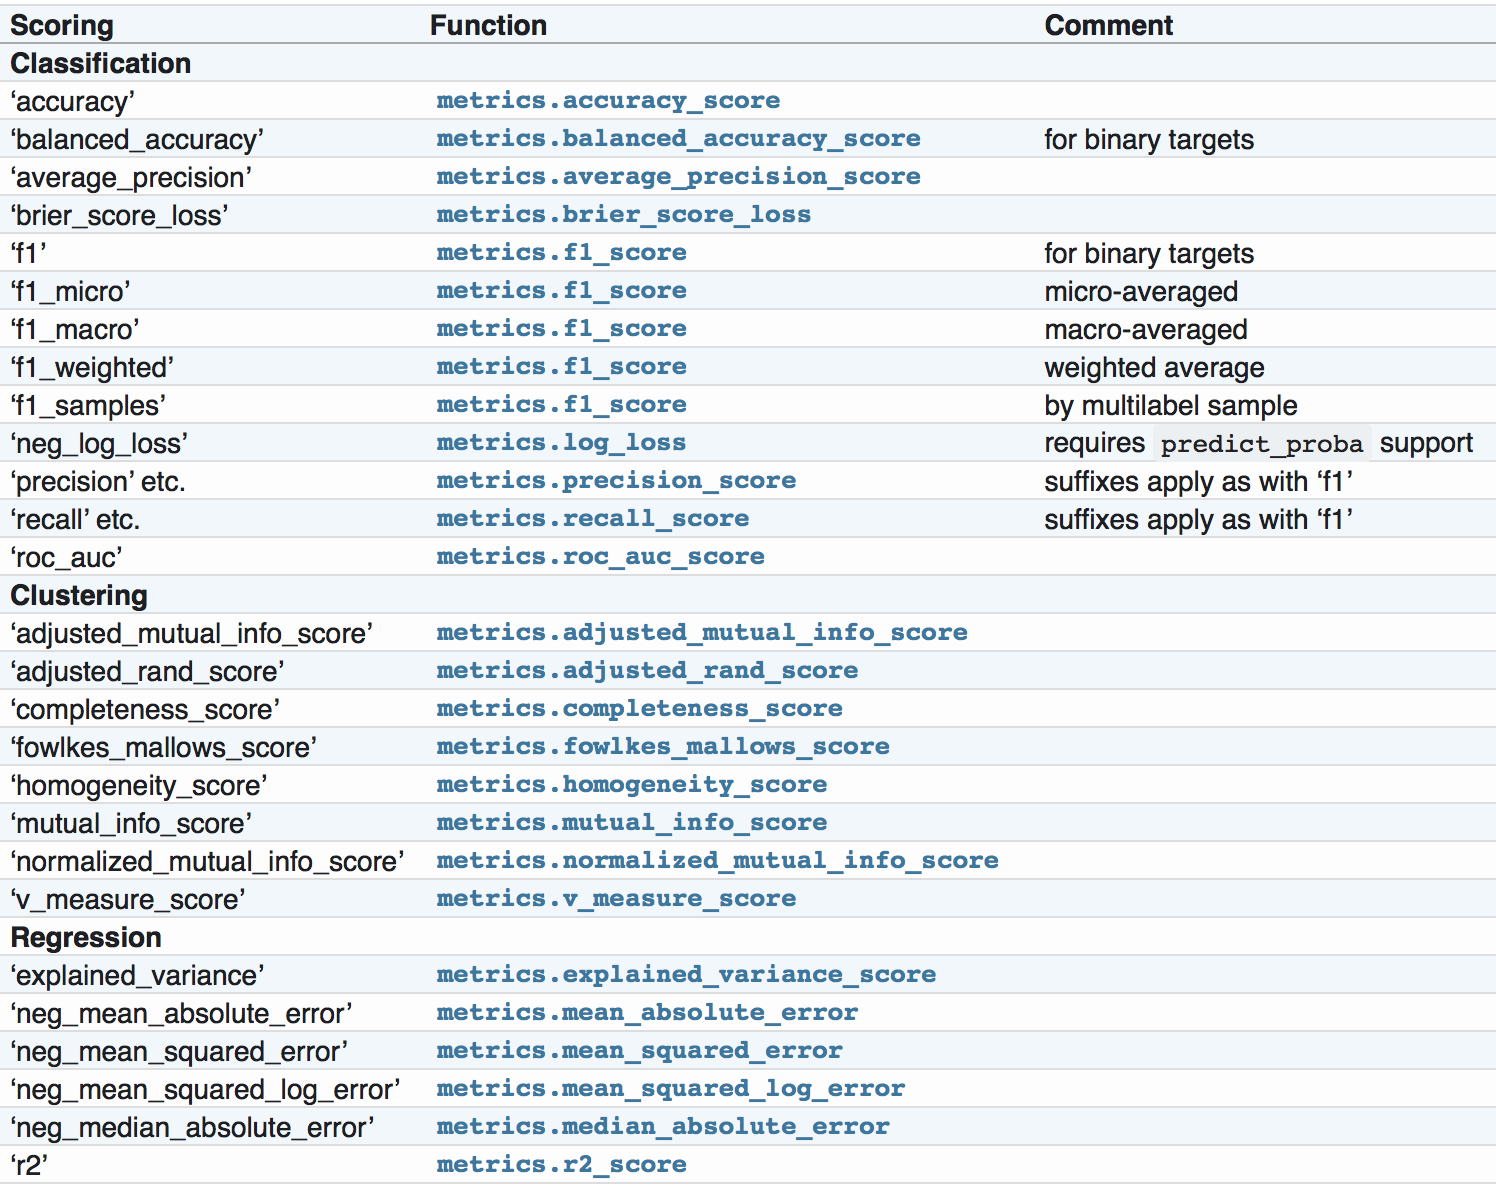 Scoring Function Comment
Classification
‘accuracy’ metrics.accuracy_score
‘balanced_accuracy’ metrics.balanced_accuracy_score for binary targets
‘average_precision’ metrics.average_precision_score
‘brier_score_loss’ metrics.brier_score_loss
‘f1’ metrics.f1_score for binary targets
‘f1_micro’ metrics.f1_score micro-averaged
‘f1_macro’ metrics.f1_score macro-averaged
‘f1_weighted’ metrics.f1_score weighted average
‘f1_samples’ metrics.f1_score by multilabel sample
‘neg_log_loss’ metrics.log_loss requires predict_proba support
‘precision’ etc. metrics.precision_score suffixes apply as with ‘f1’
‘recall’ etc. metrics.recall_score suffixes apply as with ‘f1’
‘roc_auc’ metrics.roc_auc_score
Clustering
‘adjusted_mutual_info_score’ metrics.adjusted_mutual_info_score
‘adjusted_rand_score’ metrics.adjusted_rand_score
‘completeness_score’ metrics.completeness_score
‘fowlkes_mallows_score’ metrics.fowlkes_mallows_score
‘homogeneity_score’ metrics.homogeneity_score
‘mutual_info_score’ metrics.mutual_info_score
‘normalized_mutual_info_score’ metrics.normalized_mutual_info_score
‘v_measure_score’ metrics.v_measure_score
Regression
‘explained_variance’ metrics.explained_variance_score
‘neg_mean_absolute_error’ metrics.mean_absolute_error
‘neg_mean_squared_error’ metrics.mean_squared_error
‘neg_mean_squared_log_error’ metrics.mean_squared_log_error
‘neg_median_absolute_error’ metrics.median_absolute_error
‘r2’ metrics.r2_score